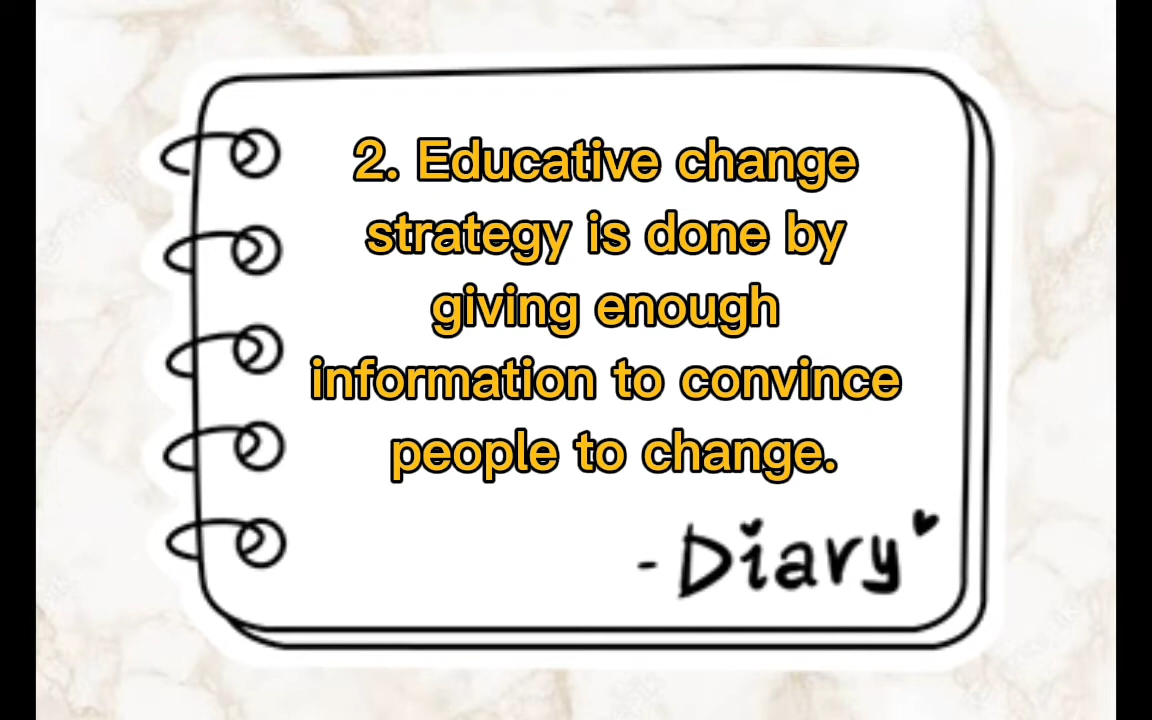 2. Educative change
strategy is done by
giving enough
information to convince
people to change.
- Diary